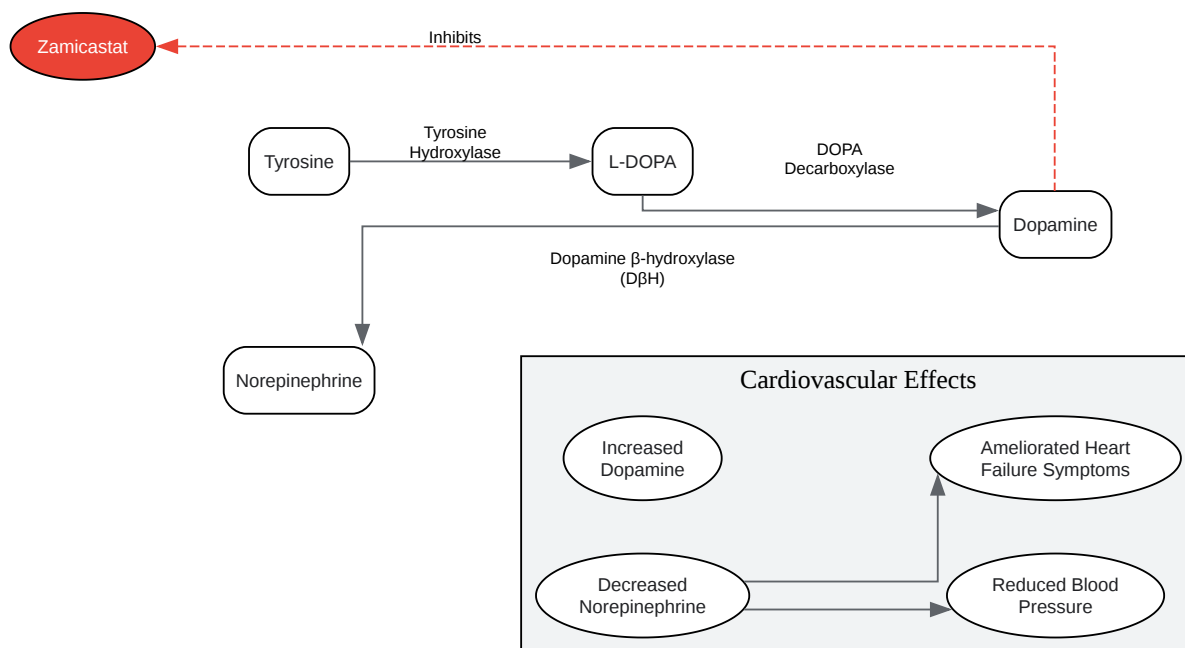 Zamicastat
Inhibits
Tyrosine
Tyrosine
Hydroxylase
L-DOPA
DOPA
Decarboxylase
Dopamine
Dopamine β-hydroxylase
(DβH)
Norepinephrine
Cardiovascular Effects
Increased
Dopamine
Ameliorated Heart
Failure Symptoms
Decreased
Norepinephrine
Reduced Blood
Pressure